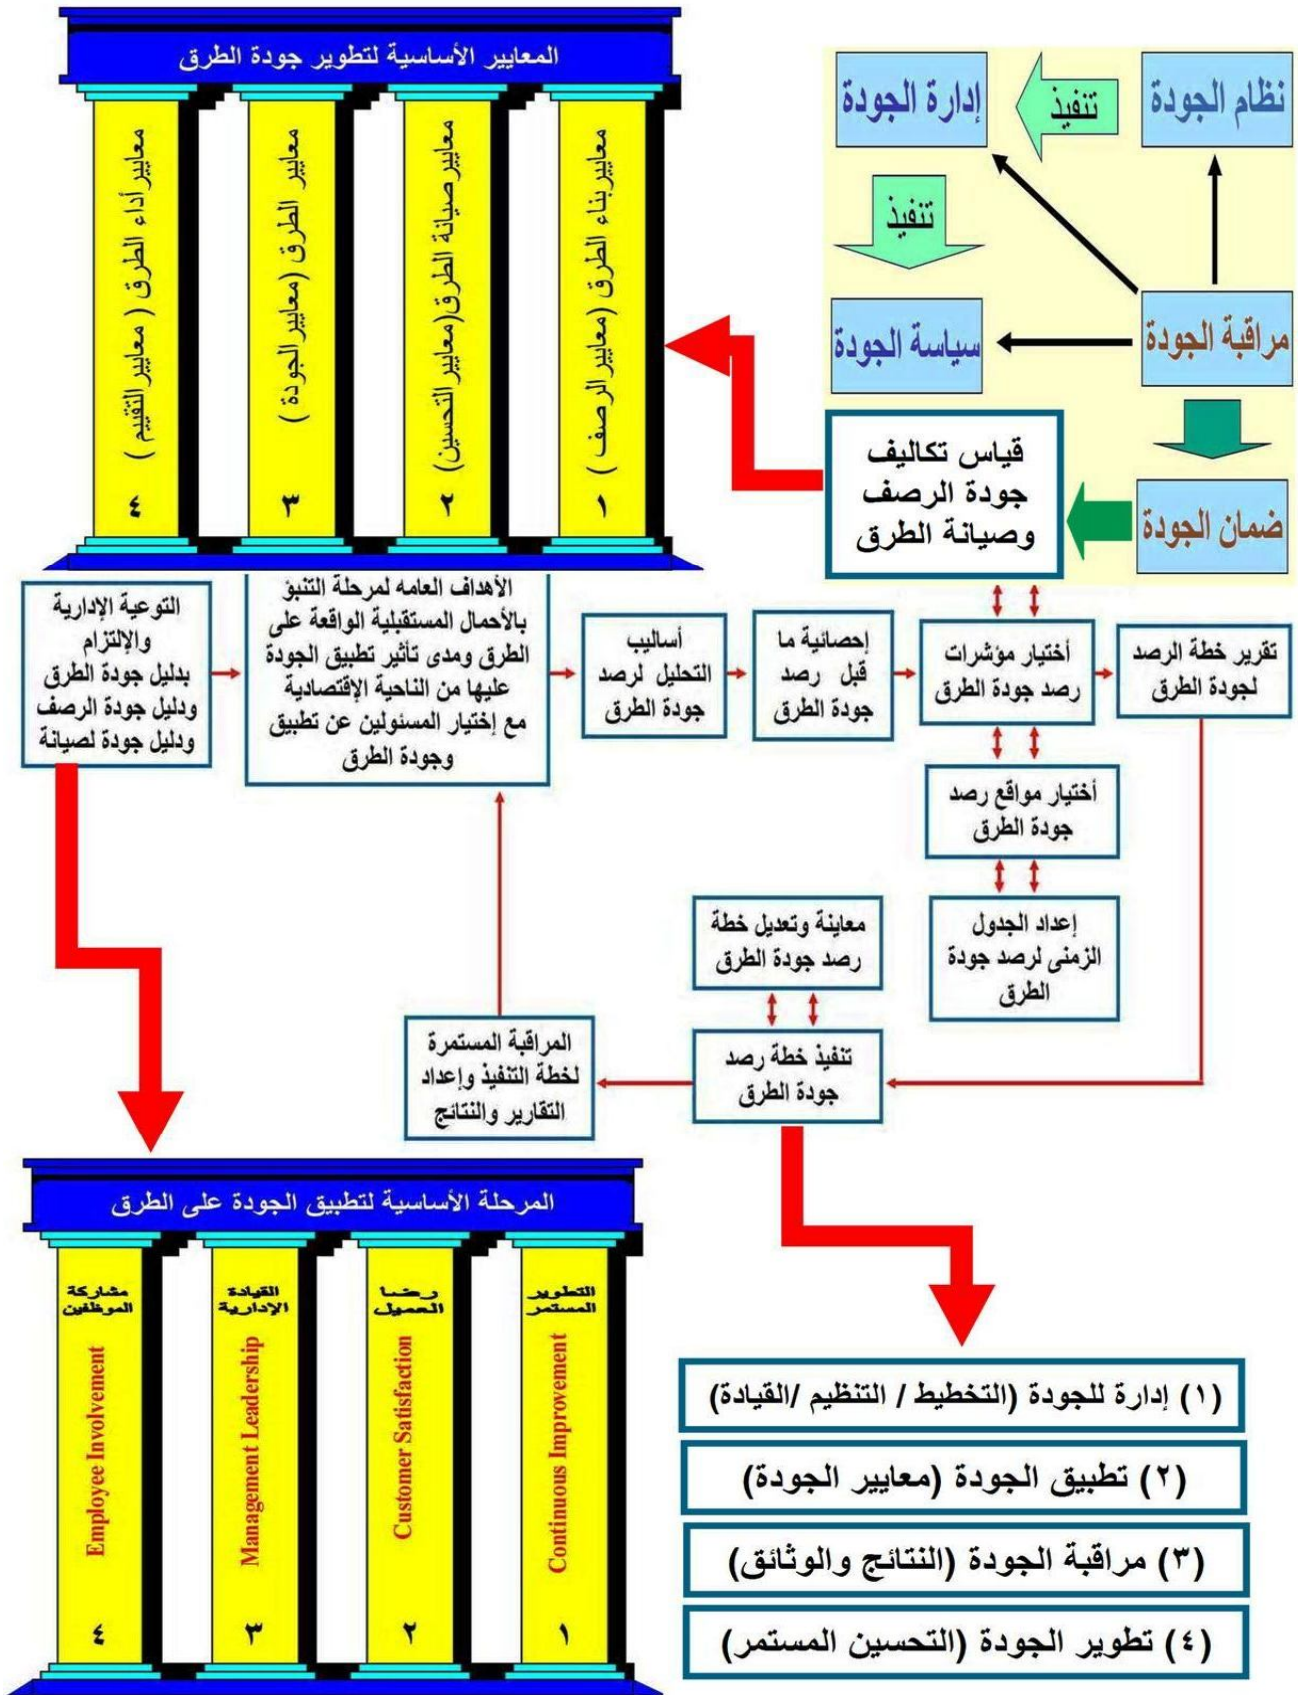 المعايير الأساسية لتطوير جودة الطرق
معايير بناء الطرق (معايير الرصف )
١
معايير صيانة الطرق(معايير التحسين)
٢
معايير الطرق (معايير الجودة )
٣
معايير أداء الطرق ( معايير التقييم )
٤
نظام الجودة
تنفيذ
إدارة الجودة
تنفيذ
مراقبة الجودة
سياسة الجودة
ضمان الجودة
قياس تكاليف
جودة الرصف
وصيانة الطرق
تقرير خطة الرصد
لجودة الطرق
أختيار مؤشرات
رصد جودة الطرق
إحصائية ما
قبل رصد
جودة الطرق
أساليب
التحليل لرصد
جودة الطرق
الأهداف العامه لمرحلة التنبؤ
بالأحمال المستقبلية الواقعة على
الطرق ومدى تأثير تطبيق الجودة
عليها من الناحية الإقتصادية
مع إختيار المسئولين عن تطبيق
وجودة الطرق
التوعية الإدارية
والإلتزام
بدليل جودة الطرق
ودليل جودة الرصف
ودليل جودة لصيانة
أختيار مواقع رصد
جودة الطرق
إعداد الجدول
الزمنى لرصد جودة
الطرق
معاينة وتعديل خطة
رصد جودة الطرق
تنفيذ خطة رصد
جودة الطرق
المراقبة المستمرة
لخطة التنفيذ وإعداد
التقارير والنتائج
المرحلة الأساسية لتطبيق الجودة على الطرق
التطوير
المستمر
Continuous Improvement
١
رضا
العميل
Customer Satisfaction
٢
القيادة
الإدارية
Management Leadership
٣
مشاركة
الموظفين
Employee Involvement
٤
(١) إدارة للجودة (التخطيط / التنظيم /القيادة)
(٢) تطبيق الجودة (معايير الجودة)
(٣) مراقبة الجودة (النتائج والوثائق)
(٤) تطوير الجودة (التحسين المستمر)